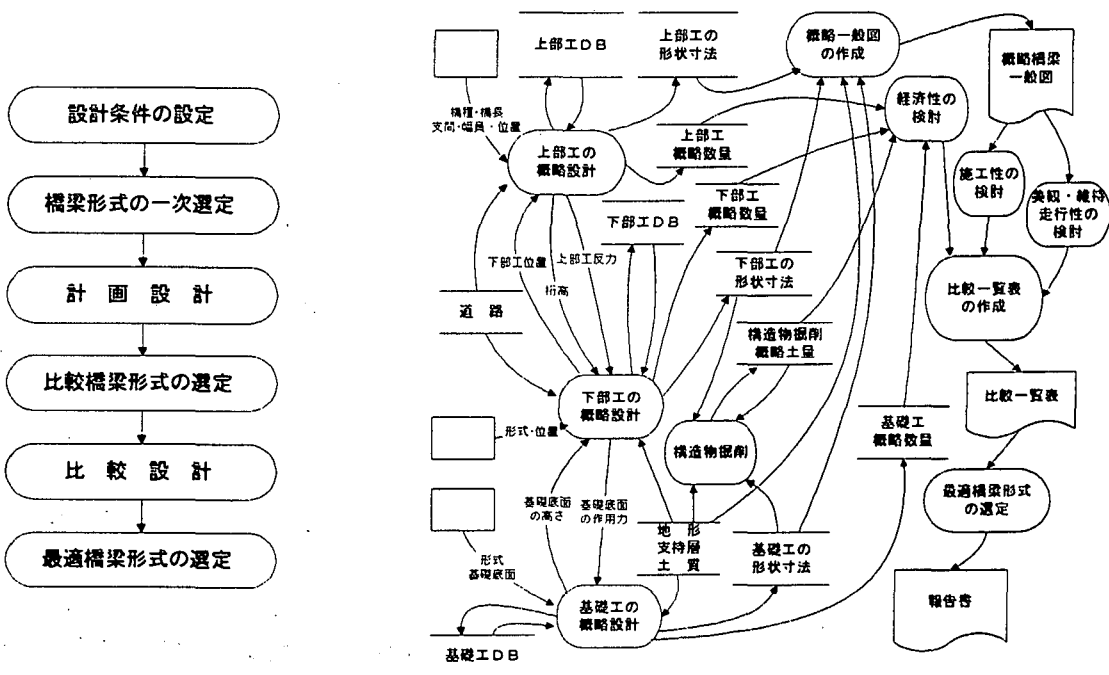 設計条件の設定
橋梁形式の一次選定
計画設計
比較橋梁形式の選定
比較設計
最適橋梁形式の選定
上部工DB
上部工の
形状寸法
概略一般図
の作成
概略橋梁
一般図
橋種・橋長
支間・幅員・位置
上部工の
概略設計
上部工
概略数量
経済性の
検討
施工性の
検討
美観・維持
走行性の
検討
下部工DB
下部工
概略数量
下部工位置
上部工反力
桁高
下部工の
形状寸法
道路
構造物掘削
概略土量
比較一覧表
の作成
下部工の
概略設計
形式・位置
構造物掘削
基礎工
概略数量
比較一覧表
基礎底面
の高さ
基礎底面
の作用力
地形
支持層
土質
基礎工の
形状寸法
最適橋梁形式
の選定
形式
基礎底面
基礎工の
概略設計
報告書
基礎工DB